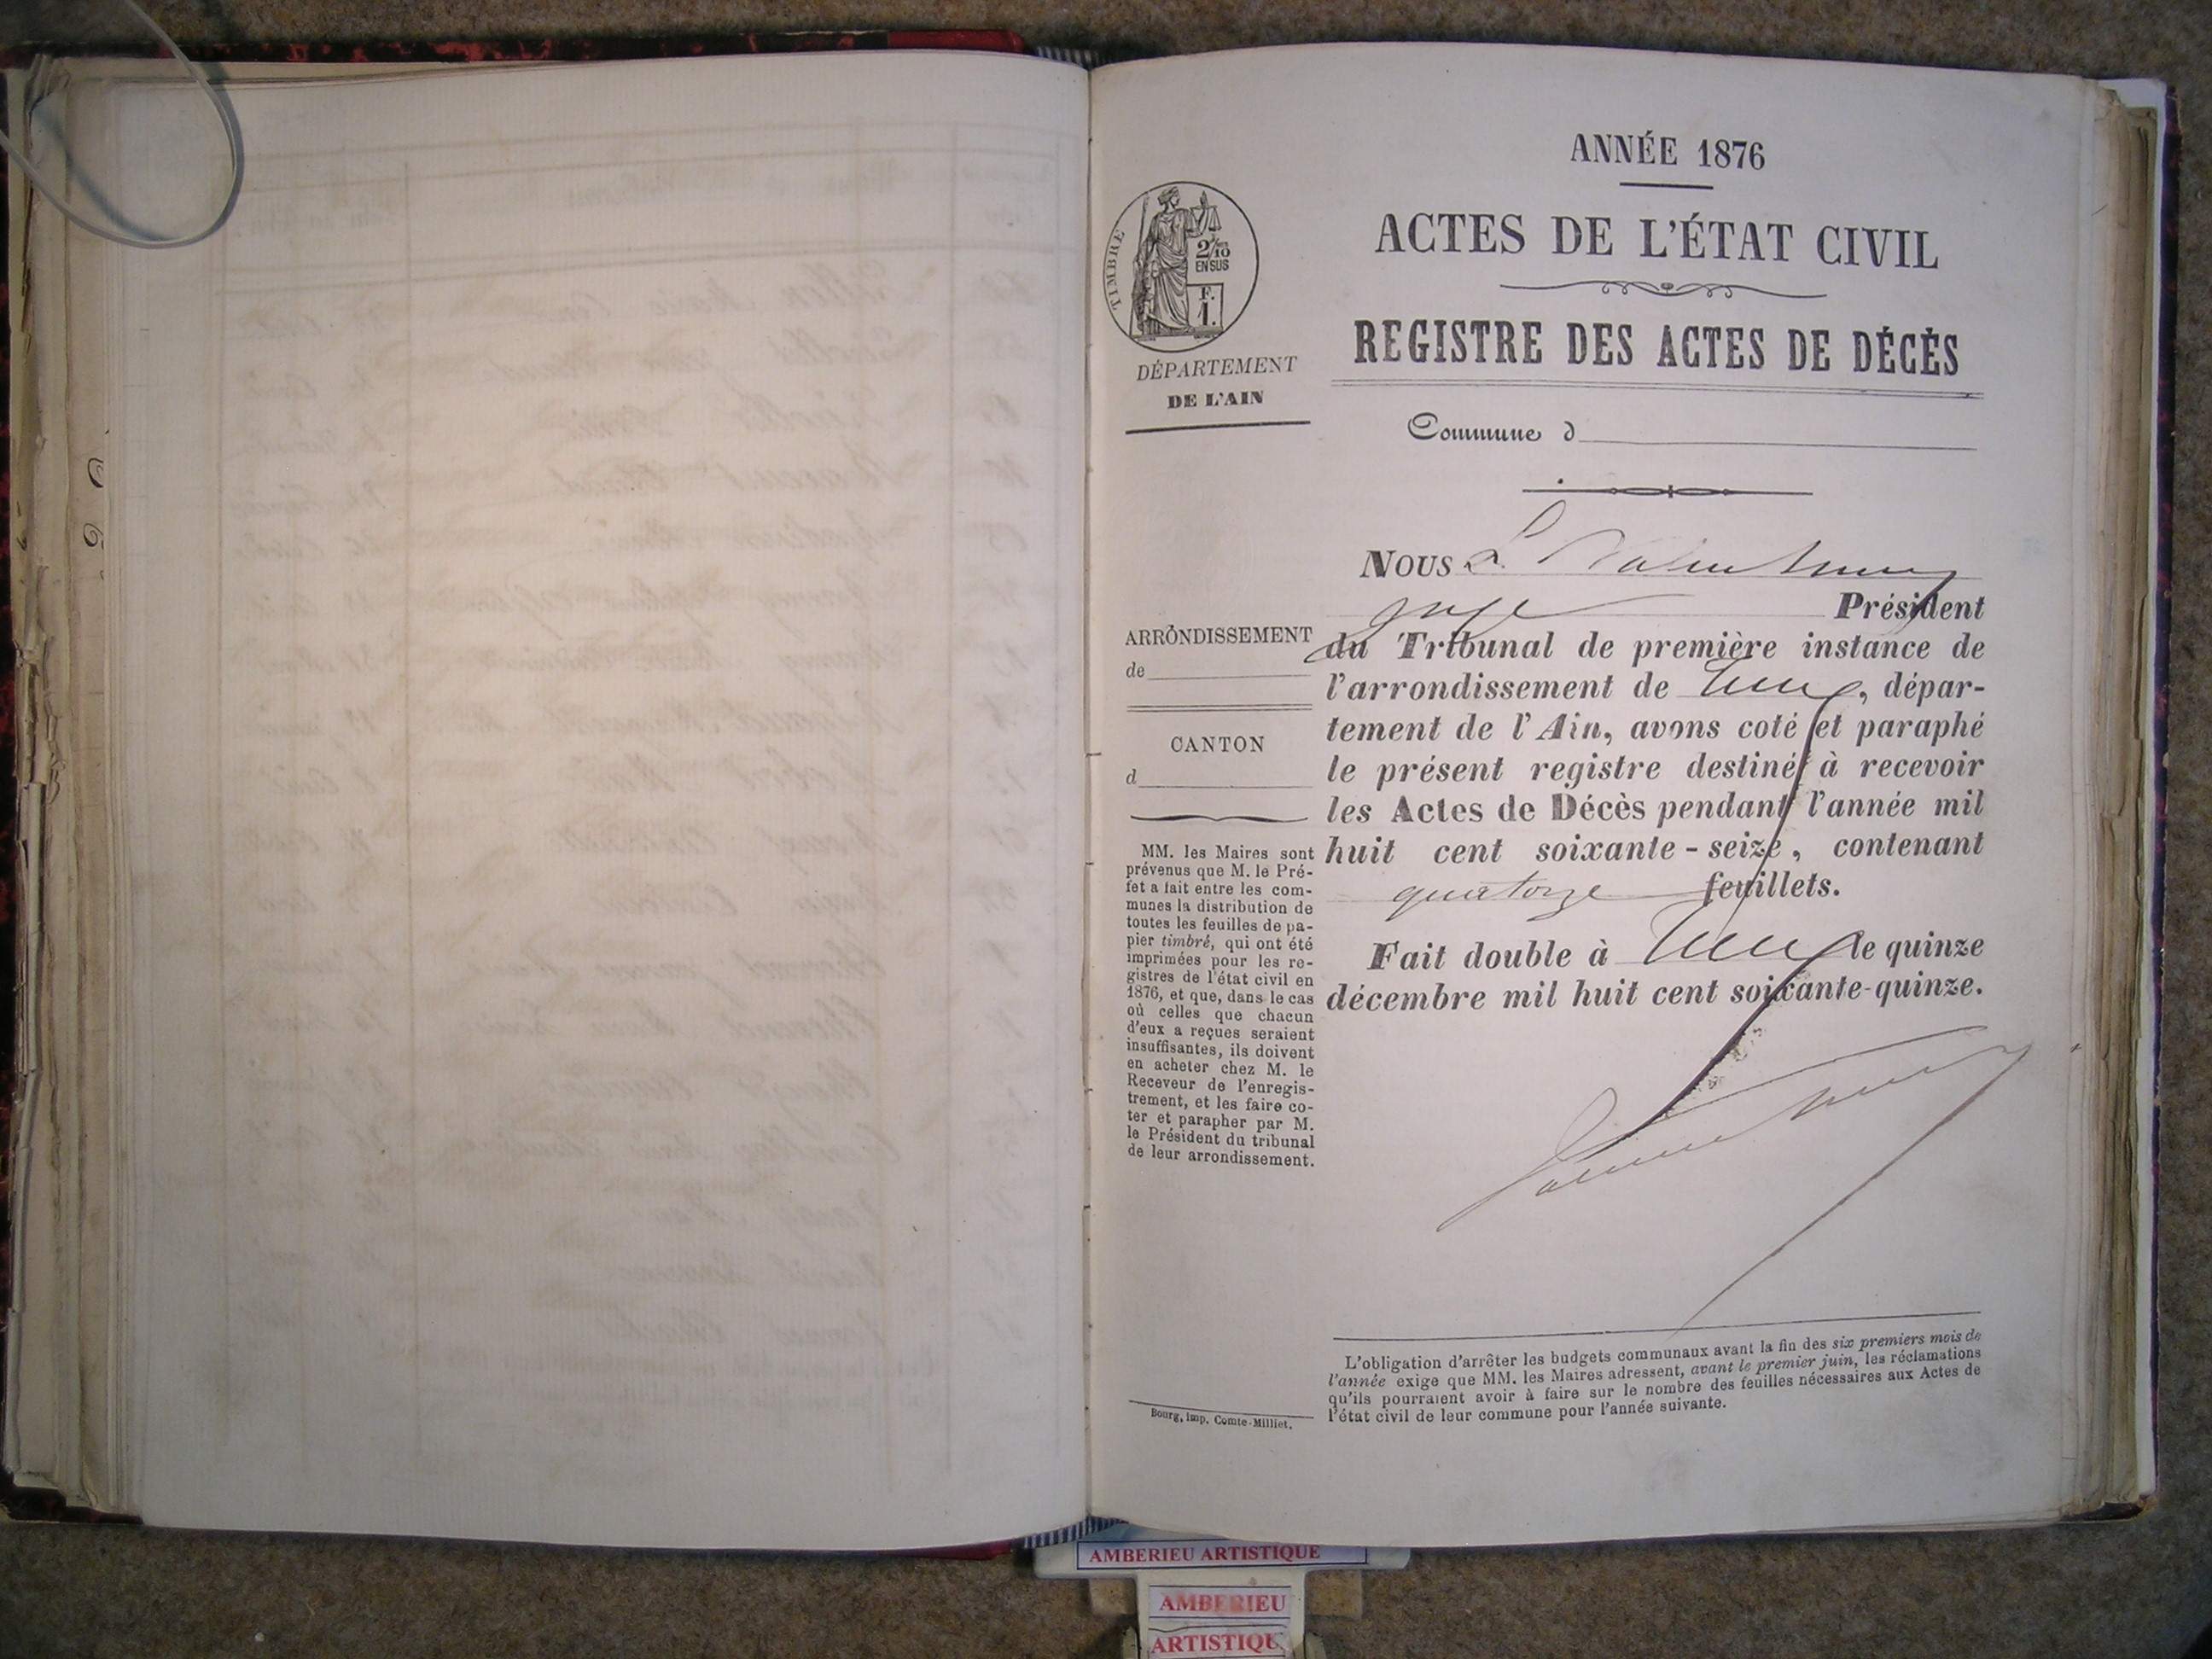 ANNÉE 1876
ACTES DE L'ÉTAT CIVIL
REGISTRE DES ACTES DE DÉCÈS
TIMBRE
2/10
EN SUS
F.
1.
DÉPARTEMENT
DE L'AIN
Commune d
NOUS L.
juge Président
du Tribunal de première instance de
l'arrondissement de , dépar-
tement de l'Ain, avons coté et paraphé
le présent registre destiné à recevoir
les Actes de Décès pendant l'année mil
huit cent soixante-seize, contenant
quatorze feuillets.
Fait double à le quinze
décembre mil huit cent soixante-quinze.
ARRONDISSEMENT
de
CANTON
d
MM. les Maires sont
prévenus que M. le Pré-
fet a fait entre les com-
munes la distribution de
toutes les feuilles de pa-
pier timbré, qui ont été
imprimées pour les re-
gistres de l'état civil en
1876, et que, dans le cas
où celles que chacun
d'eux a reçues seraient
insuffisantes, ils doivent
en acheter chez M. le
Receveur de l'enregis-
trement, et les faire co-
ter et parapher par M.
le Président du tribunal
de leur arrondissement.
L'obligation d'arrêter les budgets communaux avant la fin des six premiers mois de
l'année exige que MM. les Maires adressent, avant le premier juin, les réclamations
qu'ils pourraient avoir à faire sur le nombre des feuilles nécessaires aux Actes de
l'état civil de leur commune pour l'année suivante.
Bourg, imp. Comte-Milliet.
AMBERIEU ARTISTIQUE
AMBERIEU
ARTISTIQU